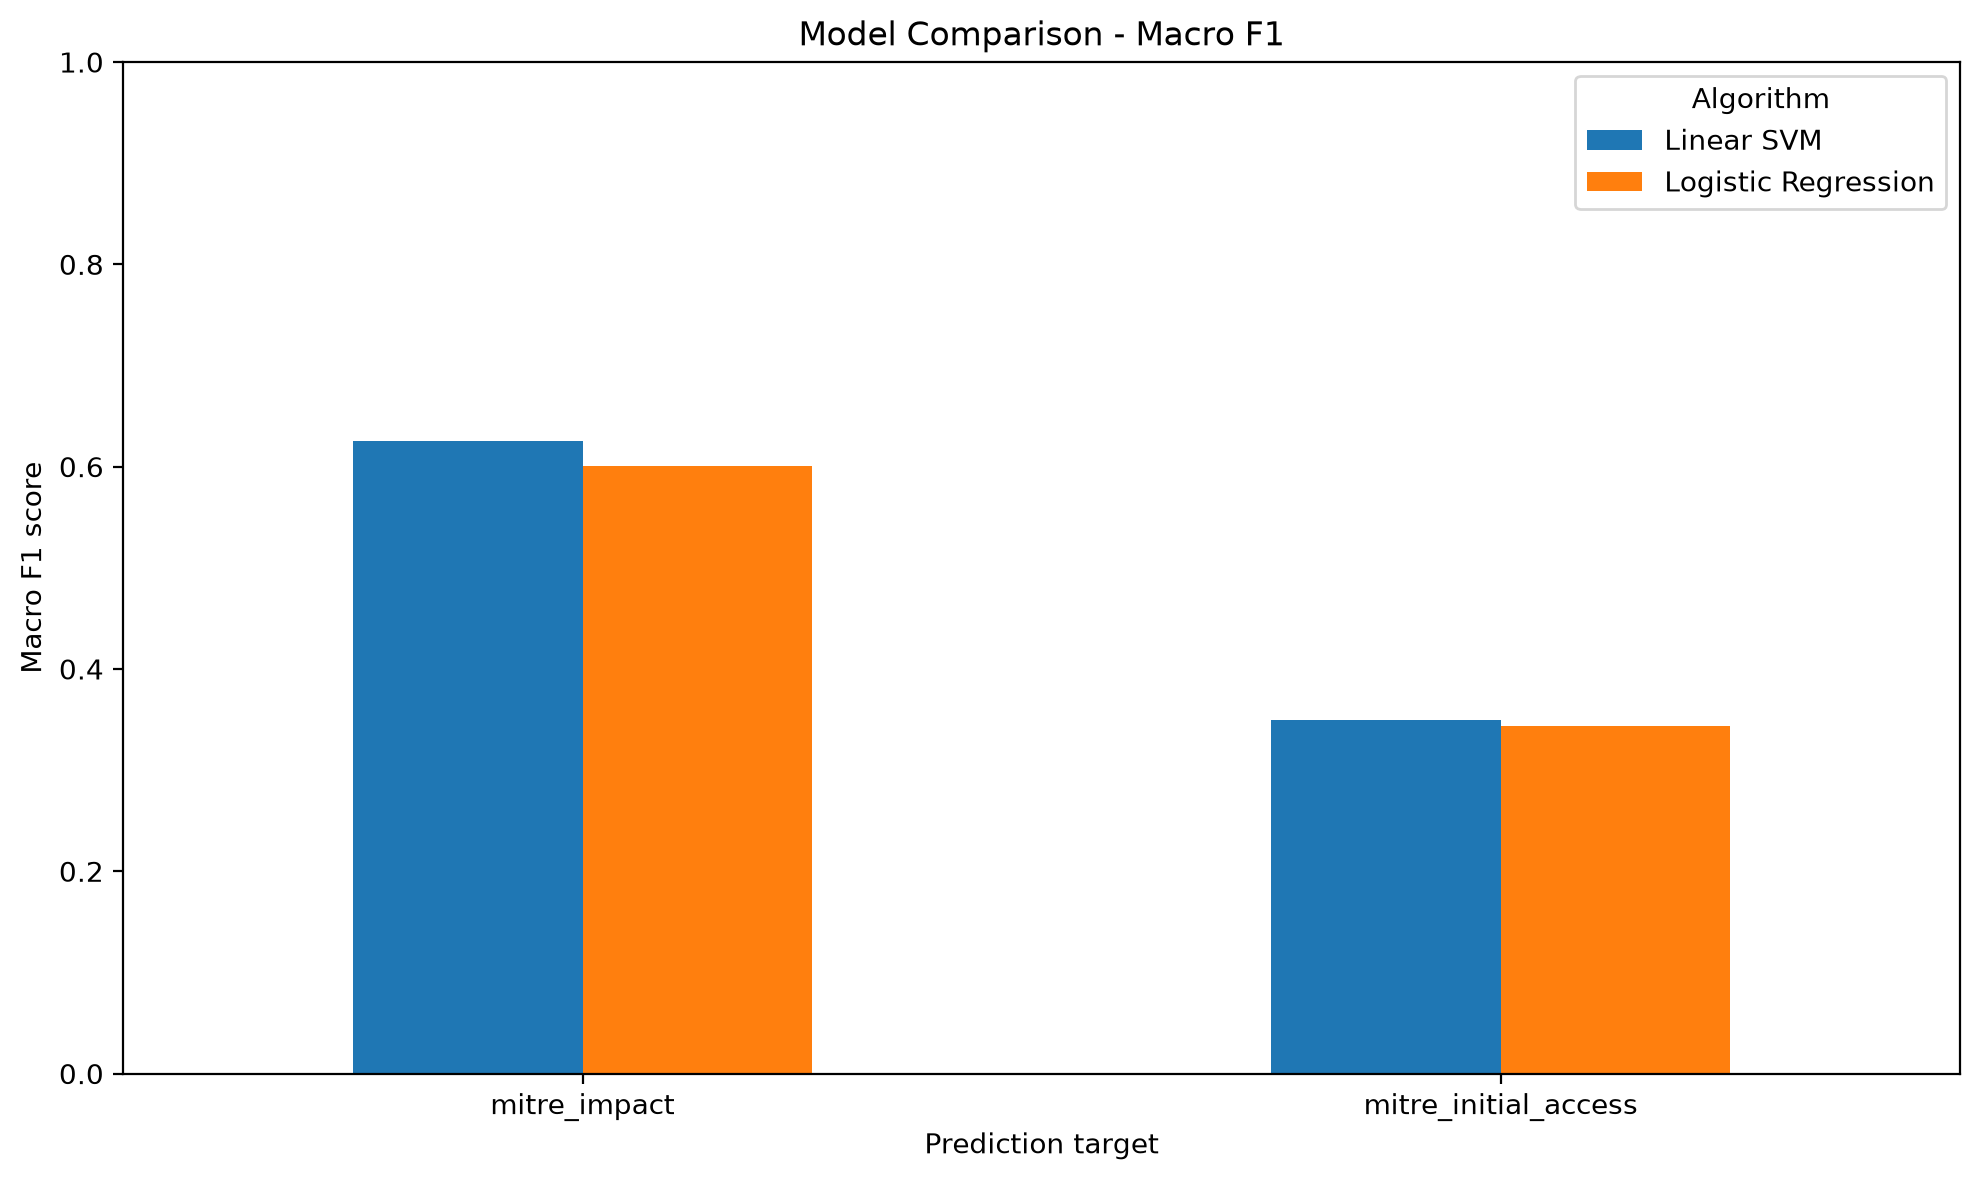 Model Comparison - Macro F1
Algorithm
Linear SVM
Logistic Regression
Macro F1 score
1.0
0.8
0.6
0.4
0.2
0.0
mitre_impact
mitre_initial_access
Prediction target